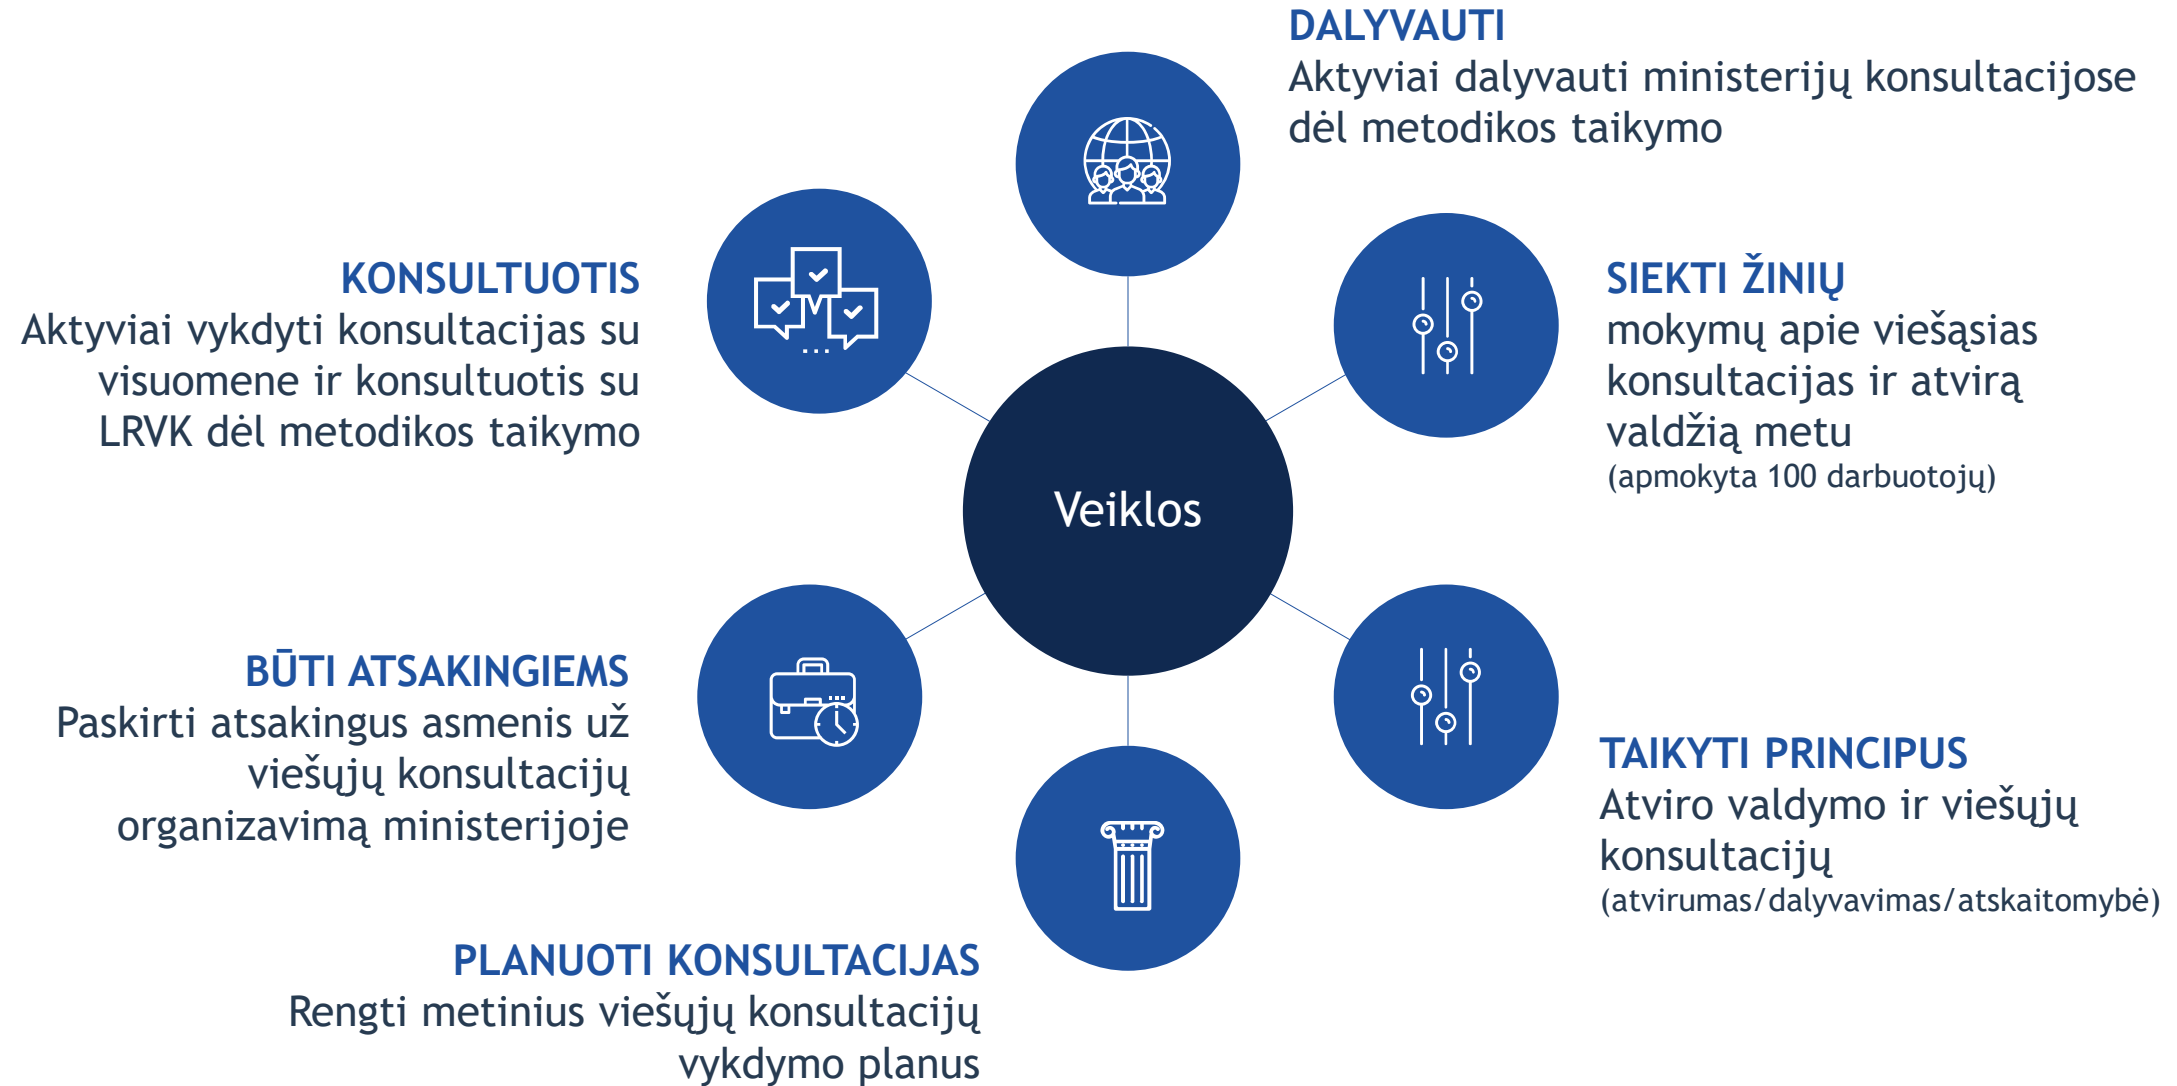 DALYVAUTI
Aktyviai dalyvauti ministerijų konsultacijose
dėl metodikos taikymo
KONSULTUOTIS
Aktyviai vykdyti konsultacijas su
visuomene ir konsultuotis su
LRVK dėl metodikos taikymo
SIEKTI ŽINIŲ
mokymų apie viešąsias
konsultacijas ir atvirą
valdžią metu
(apmokyta 100 darbuotojų)
Veiklos
BŪTI ATSAKINGIEMS
Paskirti atsakingus asmenis už
viešųjų konsultacijų
organizavimą ministerijoje
TAIKYTI PRINCIPUS
Atviro valdymo ir viešųjų
konsultacijų
(atvirumas/dalyvavimas/atskaitomybė)
PLANUOTI KONSULTACIJAS
Rengti metinius viešųjų konsultacijų
vykdymo planus